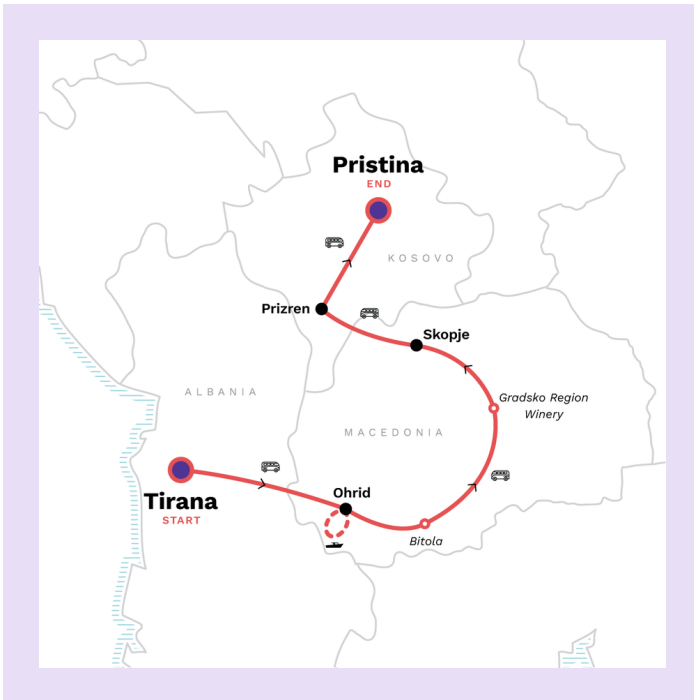 Pristina
END
KOSOVO
Prizren
Skopje
ALBANIA
Gradsko Region
Winery
MACEDONIA
Tirana
START
Ohrid
Bitola